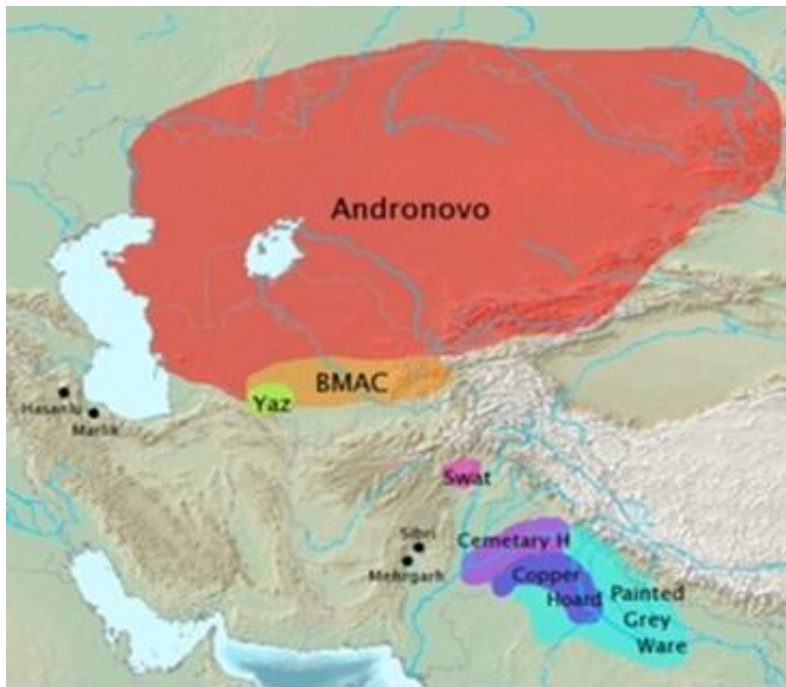 Andronovo
BMAC
Yaz
Hasanlu
Marlik
Swat
Sibri
Cemetary H
Mehrgarh
Copper
Hoard
Painted
Grey
Ware